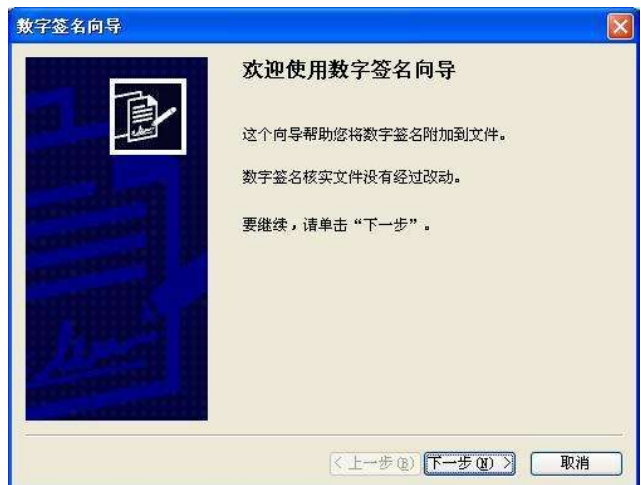 数字签名向导
欢迎使用数字签名向导
这个向导帮助您将数字签名附加到文件。
数字签名核实文件没有经过改动。
要继续，请单击“下一步”。
<上一步(B) 下一步(N)> 取消